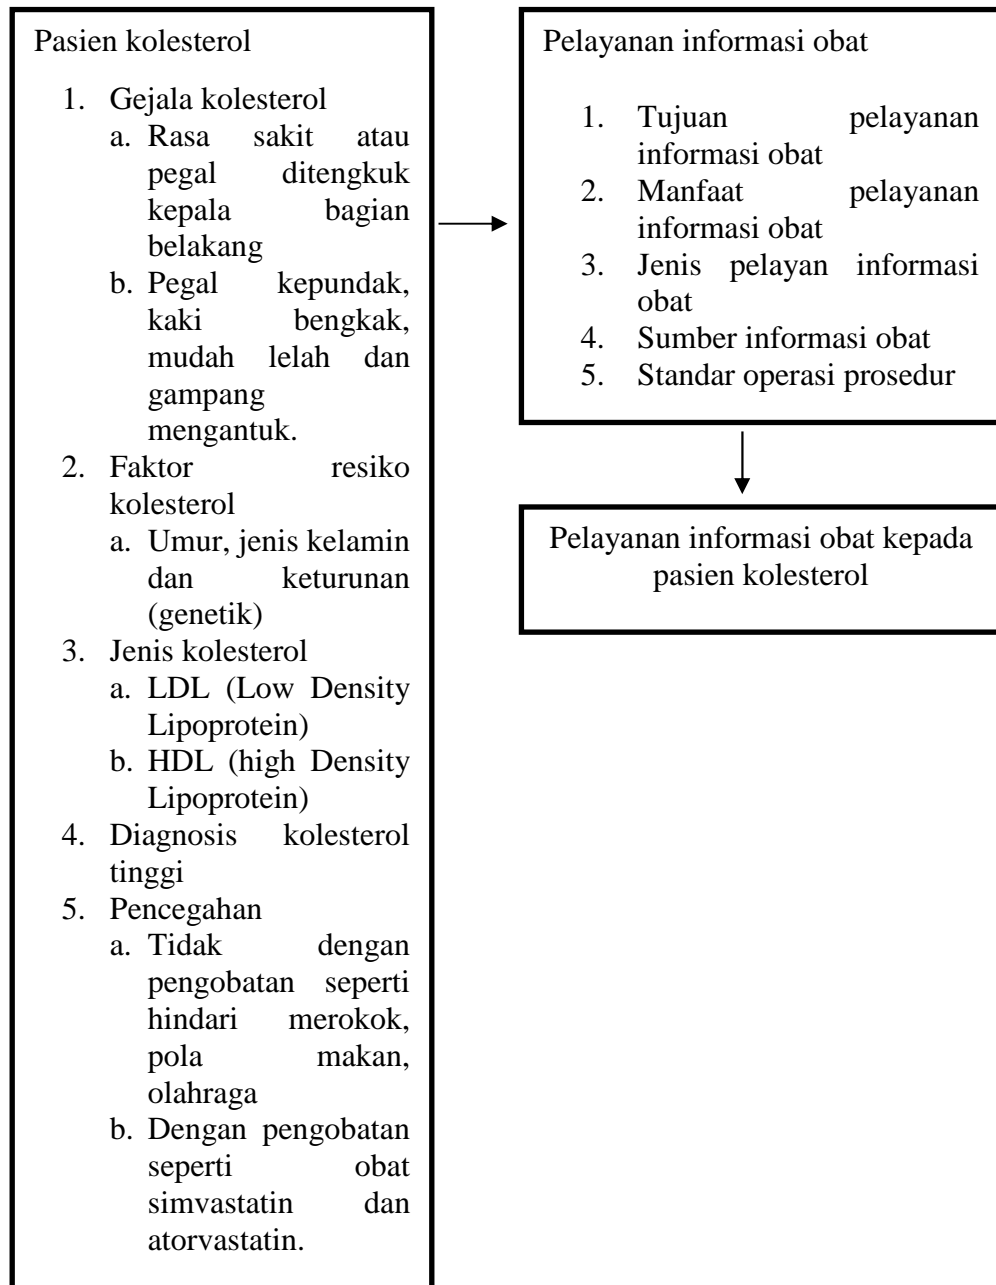 Pasien kolesterol
1. Gejala kolesterol
a. Rasa sakit atau
pegal ditengkuk
kepala bagian
belakang
b. Pegal kepundak,
kaki bengkak,
mudah lelah dan
gampang
mengantuk.
2. Faktor resiko
kolesterol
a. Umur, jenis kelamin
dan keturunan
(genetik)
3. Jenis kolesterol
a. LDL (Low Density
Lipoprotein)
b. HDL (high Density
Lipoprotein)
4. Diagnosis kolesterol
tinggi
5. Pencegahan
a. Tidak dengan
pengobatan seperti
hindari merokok,
pola makan,
olahraga
b. Dengan pengobatan
seperti obat
simvastatin dan
atorvastatin.
Pelayanan informasi obat
1. Tujuan pelayanan
informasi obat
2. Manfaat pelayanan
informasi obat
3. Jenis pelayan informasi
obat
4. Sumber informasi obat
5. Standar operasi prosedur
Pelayanan informasi obat kepada
pasien kolesterol